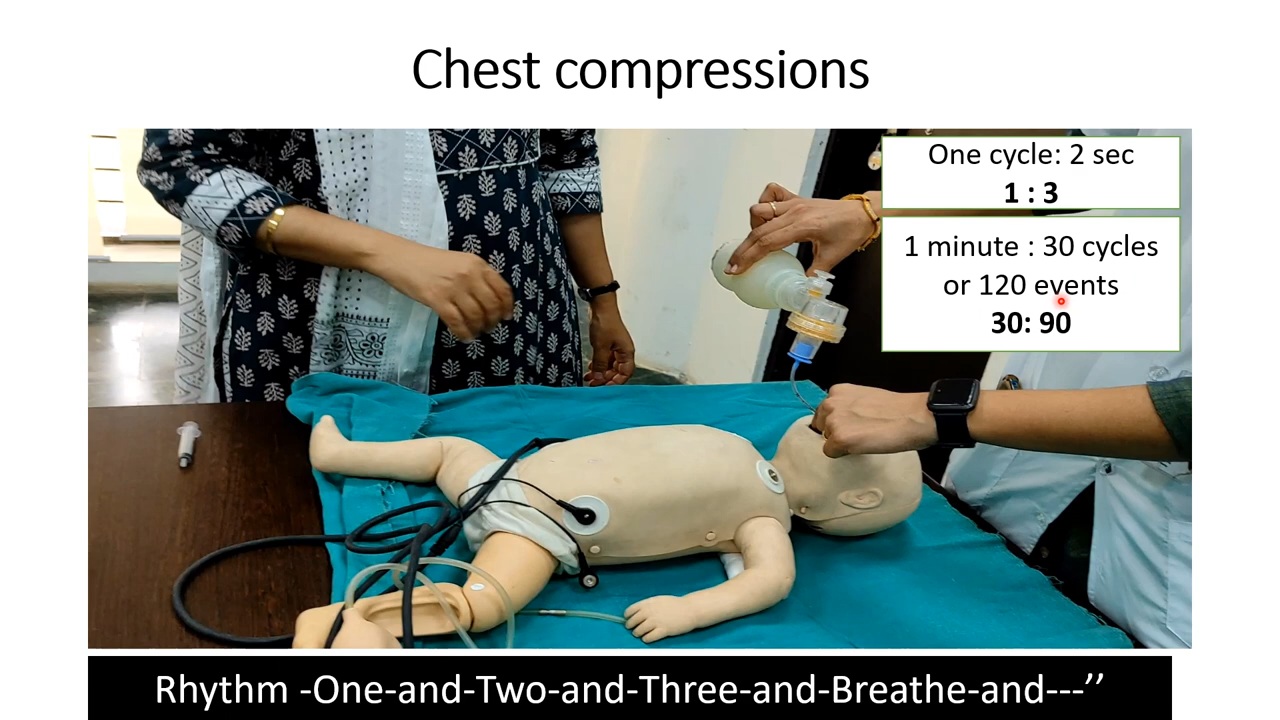 Chest compressions
One cycle: 2 sec
1 : 3
1 minute : 30 cycles
or 120 events
30: 90
Rhythm -One-and-Two-and-Three-and-Breathe-and---’’